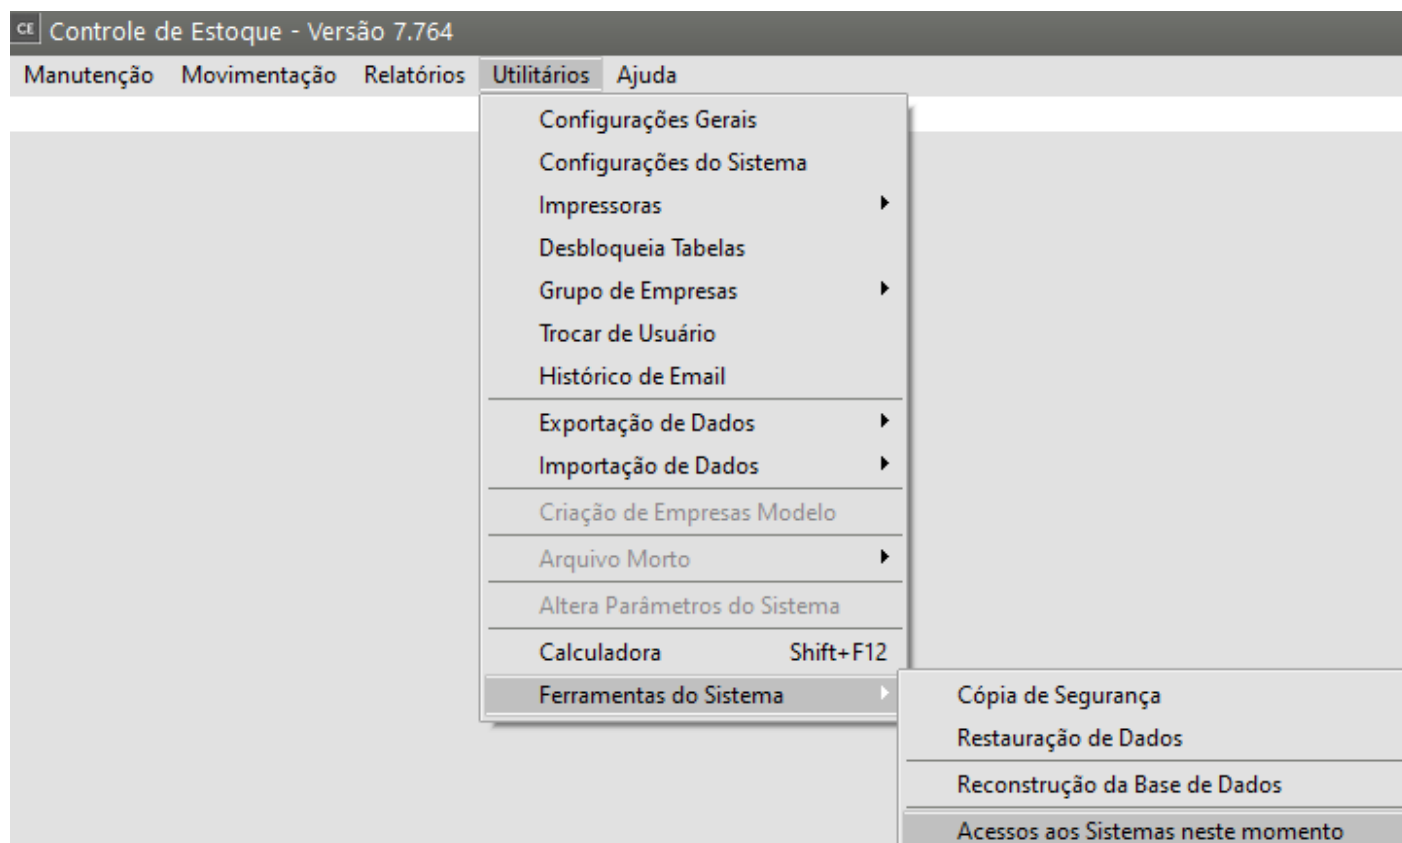 CE Controle de Estoque - Versão 7.764
Manutenção Movimentação Relatórios Utilitários Ajuda
Configurações Gerais
Configurações do Sistema
Impressoras
Desbloqueia Tabelas
Grupo de Empresas
Trocar de Usuário
Histórico de Email
Exportação de Dados
Importação de Dados
Criação de Empresas Modelo
Arquivo Morto
Altera Parâmetros do Sistema
Calculadora Shift+F12
Ferramentas do Sistema
Cópia de Segurança
Restauração de Dados
Reconstrução da Base de Dados
Acessos aos Sistemas neste momento